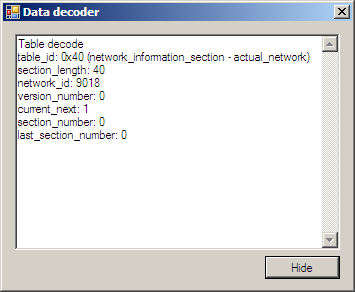 Data decoder
Table decode
table_id: 0x40 (network_information_section - actual_network)
section_length: 40
network_id: 9018
version_number: 0
current_next: 1
section_number: 0
last_section_number: 0
Hide